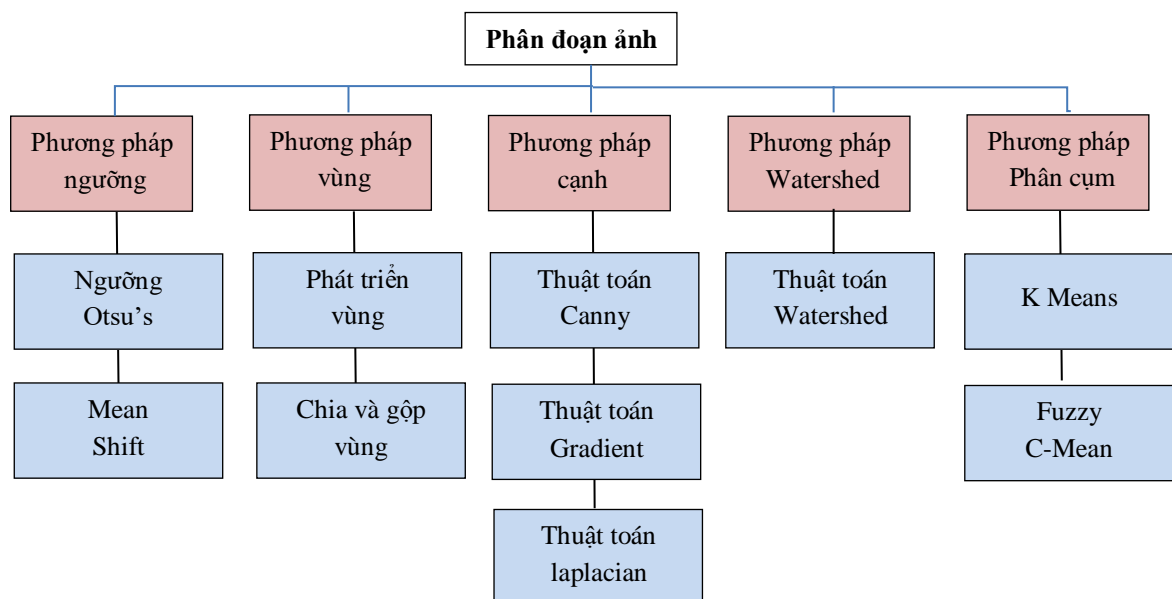 Phân đoạn ảnh
Phương pháp
ngưỡng
Phương pháp
vùng
Phương pháp
cạnh
Phương pháp
Watershed
Phương pháp
Phân cụm
Ngưỡng
Otsu’s
Phát triển
vùng
Thuật toán
Canny
Thuật toán
Watershed
K Means
Mean
Shift
Chia và gộp
vùng
Thuật toán
Gradient
Fuzzy
C-Mean
Thuật toán
laplacian